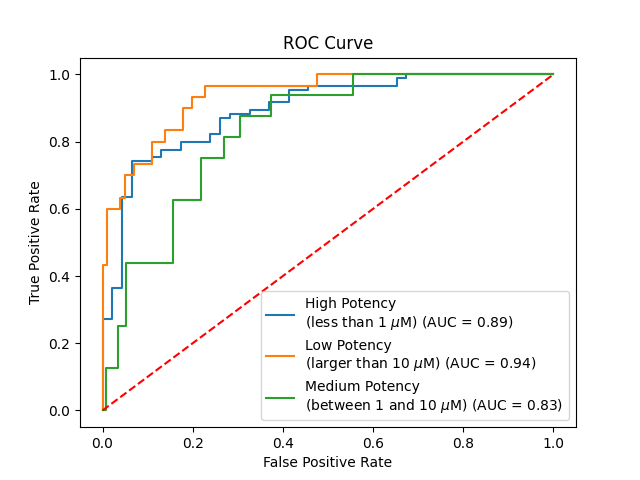 ROC Curve
True Positive Rate
1.0
0.8
0.6
0.4
0.2
0.0
High Potency
(less than 1 μM) (AUC = 0.89)
Low Potency
(larger than 10 μM) (AUC = 0.94)
Medium Potency
(between 1 and 10 μM) (AUC = 0.83)
0.0 0.2 0.4 0.6 0.8 1.0
False Positive Rate